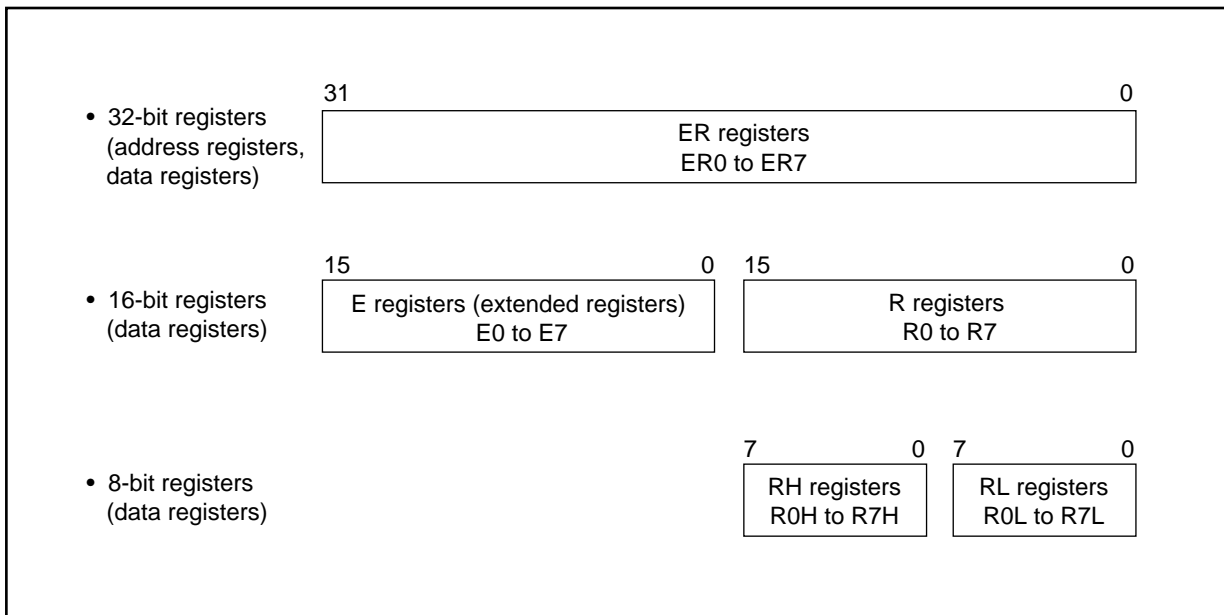 31 0
• 32-bit registers
(address registers,
data registers)
ER registers
ER0 to ER7
15 0 15 0
• 16-bit registers
(data registers)
E registers (extended registers)
E0 to E7
R registers
R0 to R7
7 0 7 0
• 8-bit registers
(data registers)
RH registers
R0H to R7H
RL registers
R0L to R7L